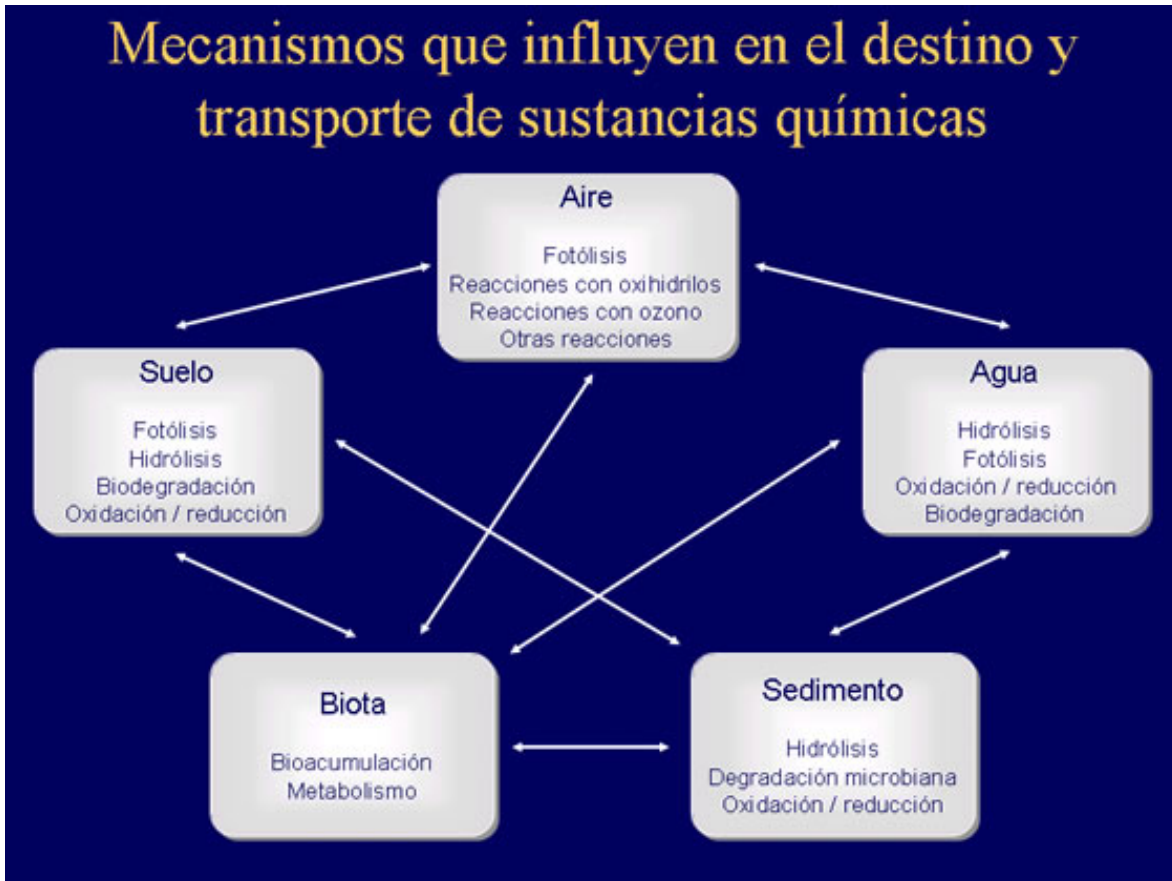 Mecanismos que influyen en el destino y
transporte de sustancias químicas
Aire
Fotólisis
Reacciones con oxihidrilos
Reacciones con ozono
Otras reacciones
Suelo
Fotólisis
Hidrólisis
Biodegradación
Oxidación / reducción
Agua
Hidrólisis
Fotólisis
Oxidación / reducción
Biodegradación
Biota
Bioacumulación
Metabolismo
Sedimento
Hidrólisis
Degradación microbiana
Oxidación / reducción